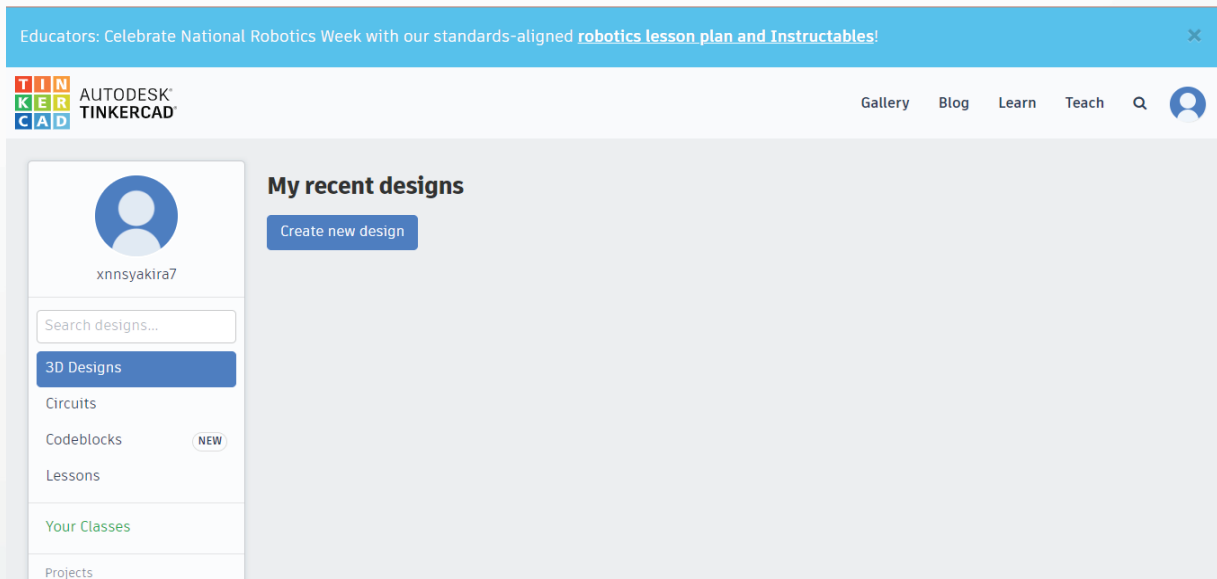 Educators: Celebrate National Robotics Week with our standards-aligned robotics lesson plan and Instructables!
×
TIN
KER
CAD
AUTODESK®
TINKERCAD®
Gallery Blog Learn Teach
xnnsyakira7
Search designs...
3D Designs
Circuits
Codeblocks NEW
Lessons
Your Classes
Projects
My recent designs
Create new design